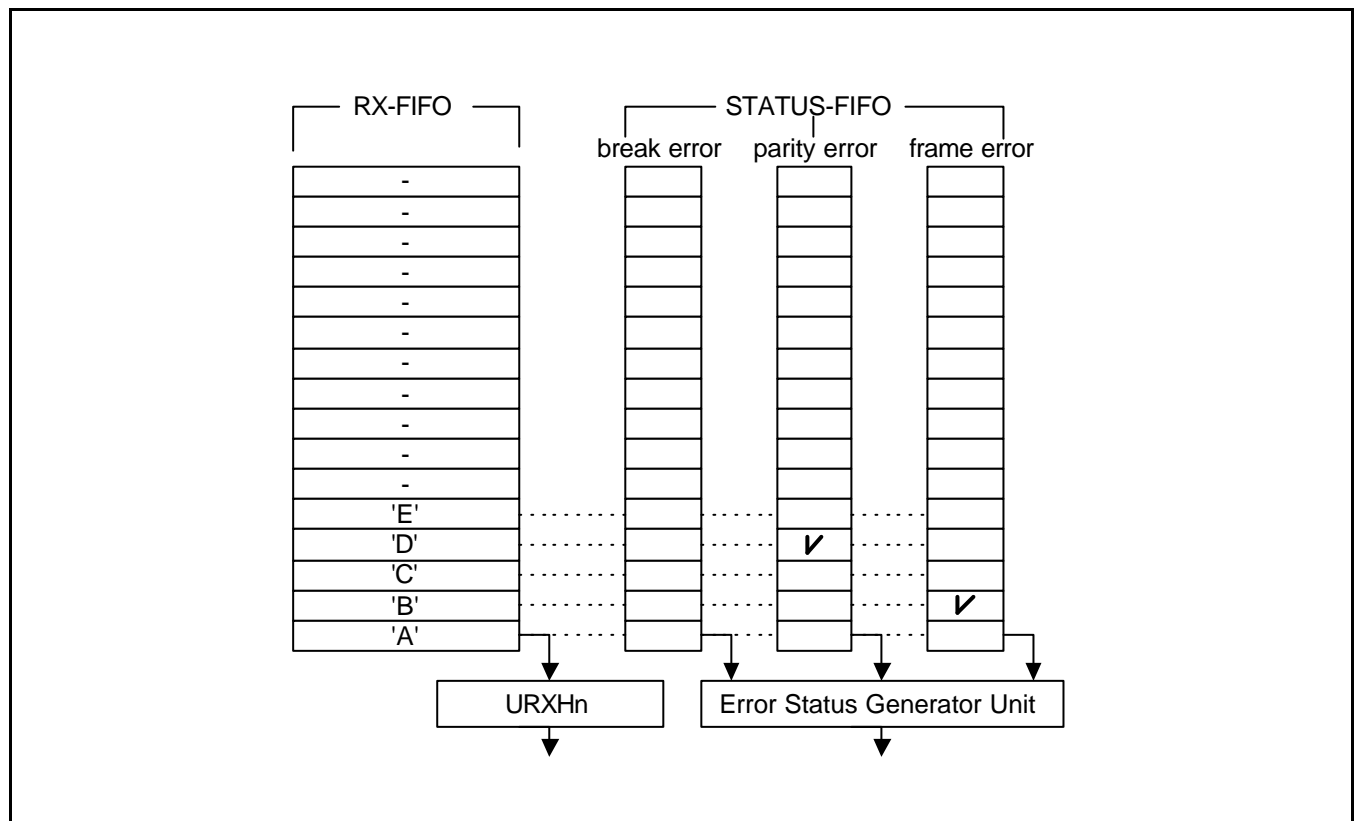 RX-FIFO STATUS-FIFO
break error parity error frame error
-
-
-
-
-
-
-
-
-
-
-
'E'
'D'
'C'
'B'
'A'
URXHn Error Status Generator Unit